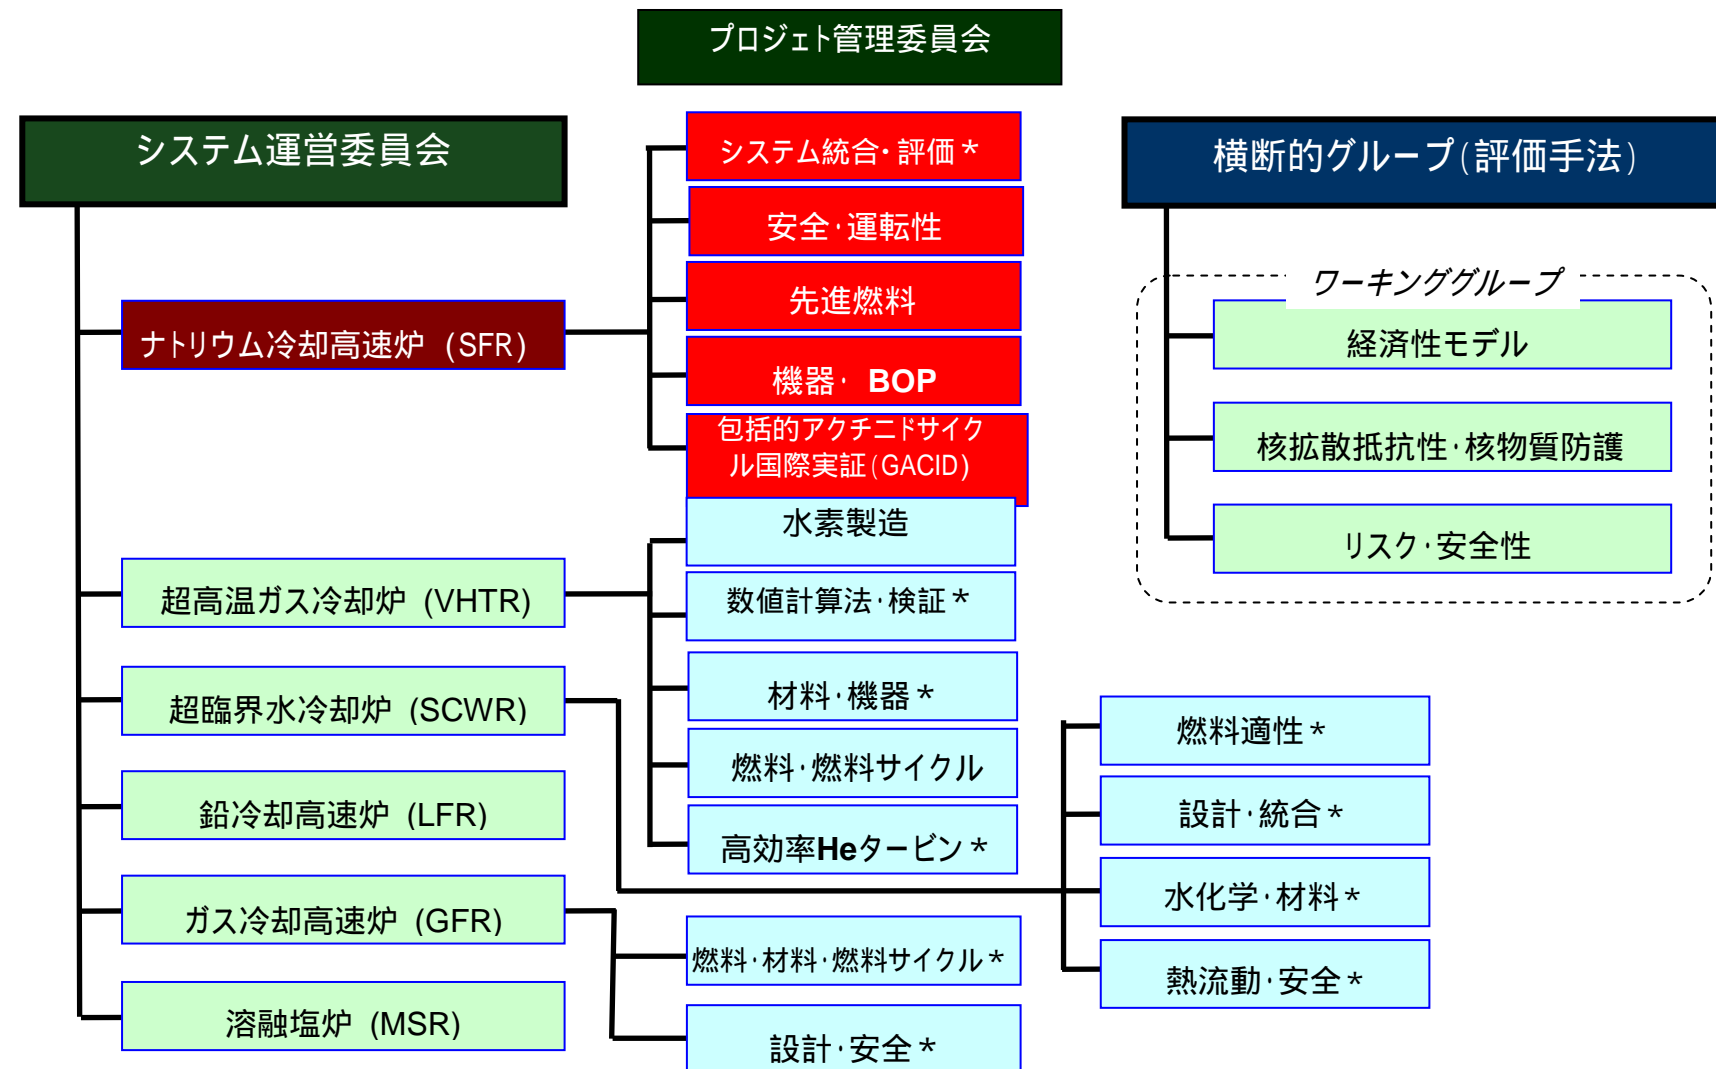 プロジェト管理委員会
システム運営委員会
ナトリウム冷却高速炉 (SFR)
超高温ガス冷却炉 (VHTR)
超臨界水冷却炉 (SCWR)
鉛冷却高速炉 (LFR)
ガス冷却高速炉 (GFR)
溶融塩炉 (MSR)
システム統合・評価*
安全・運転性
先進燃料
機器・ BOP
包括的アクチニドサイク
ル国際実証(GACID)
水素製造
数値計算法・検証*
材料・機器*
燃料・燃料サイクル
高効率Heタービン*
燃料・材料・燃料サイクル*
設計・安全*
燃料適性*
設計・統合*
水化学・材料*
熱流動・安全*
横断的グループ(評価手法)
ワーキンググループ
経済性モデル
核拡散抵抗性・核物質防護
リスク・安全性